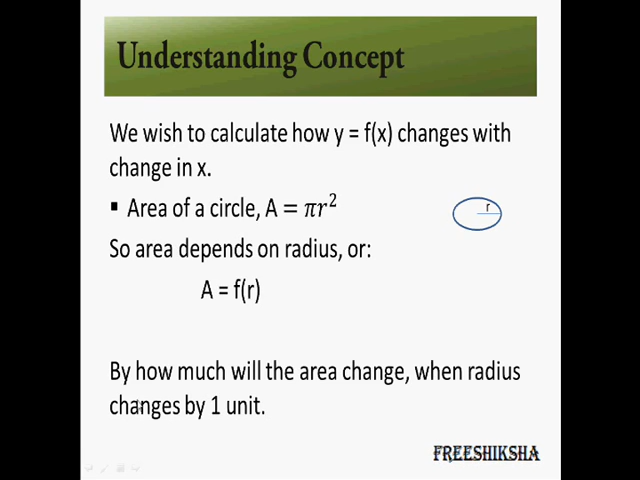 Understanding Concept
We wish to calculate how y = f(x) changes with
change in x.
▪ Area of a circle, A = πr²
r
So area depends on radius, or:
A = f(r)
By how much will the area change, when radius
changes by 1 unit.
FREESHIKSHA